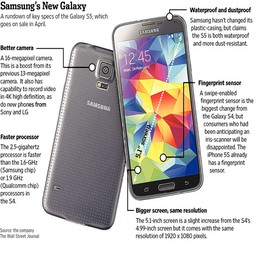 Samsung's New Galaxy
A rundown of key specs of the Galaxy S5, which
goes on sale in April.
Better camera
A 16-megapixel camera.
This is a boost from its
previous 13-megapixel
camera. It also has
capability to record video
in 4K high definition, as
do new phones from
Sony and LG
Faster processor
The 2.5-gigahertz
processor is faster
than the 1.6-GHz
(Samsung chip)
or 1.9 GHz
(Qualcomm chip)
processors in
the S4.
Source: the company
The Wall Street Journal
SAMSUNG
SAMSUNG
5.1 inches
Waterproof and dustproof
Samsung hasn't changed its
plastic-casing, but claims
the S5 is both waterproof
and more dust-resistant.
Fingerprint sensor
A swipe-enabled
fingerprint sensor is the
biggest change from
the Galaxy S4, but
consumers who had
been anticipating an
iris-scanner will be
disappointed. The
iPhone 5S already has
a fingerprint
sensor.
Bigger screen, same resolution
The 5.1-inch screen is a slight increase from the S4's
4.99-inch screen but it comes with the same
resolution of 1920 x 1080 pixels.